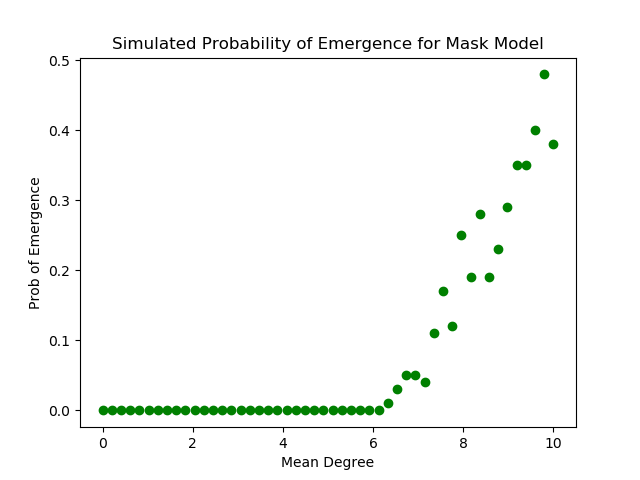 Simulated Probability of Emergence for Mask Model
0.5
0.4
0.3
0.2
0.1
0.0
Prob of Emergence
0 2 4 6 8 10
Mean Degree